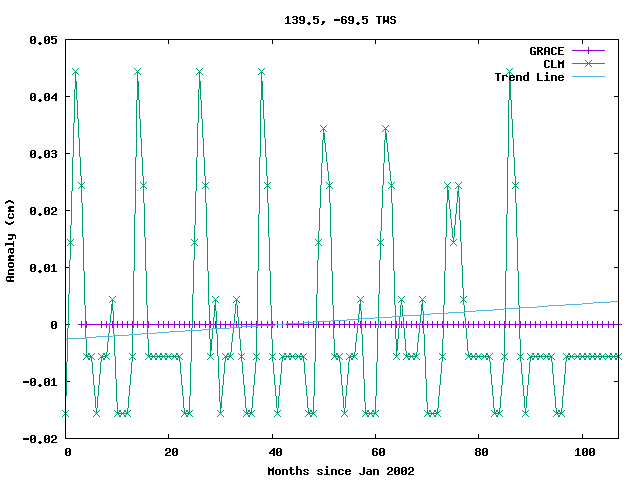 139.5, -69.5 TWS
0.05
0.04
0.03
0.02
0.01
0
-0.01
-0.02
Anomaly (cm)
GRACE
CLM
Trend Line
0 20 40 60 80 100
Months since Jan 2002